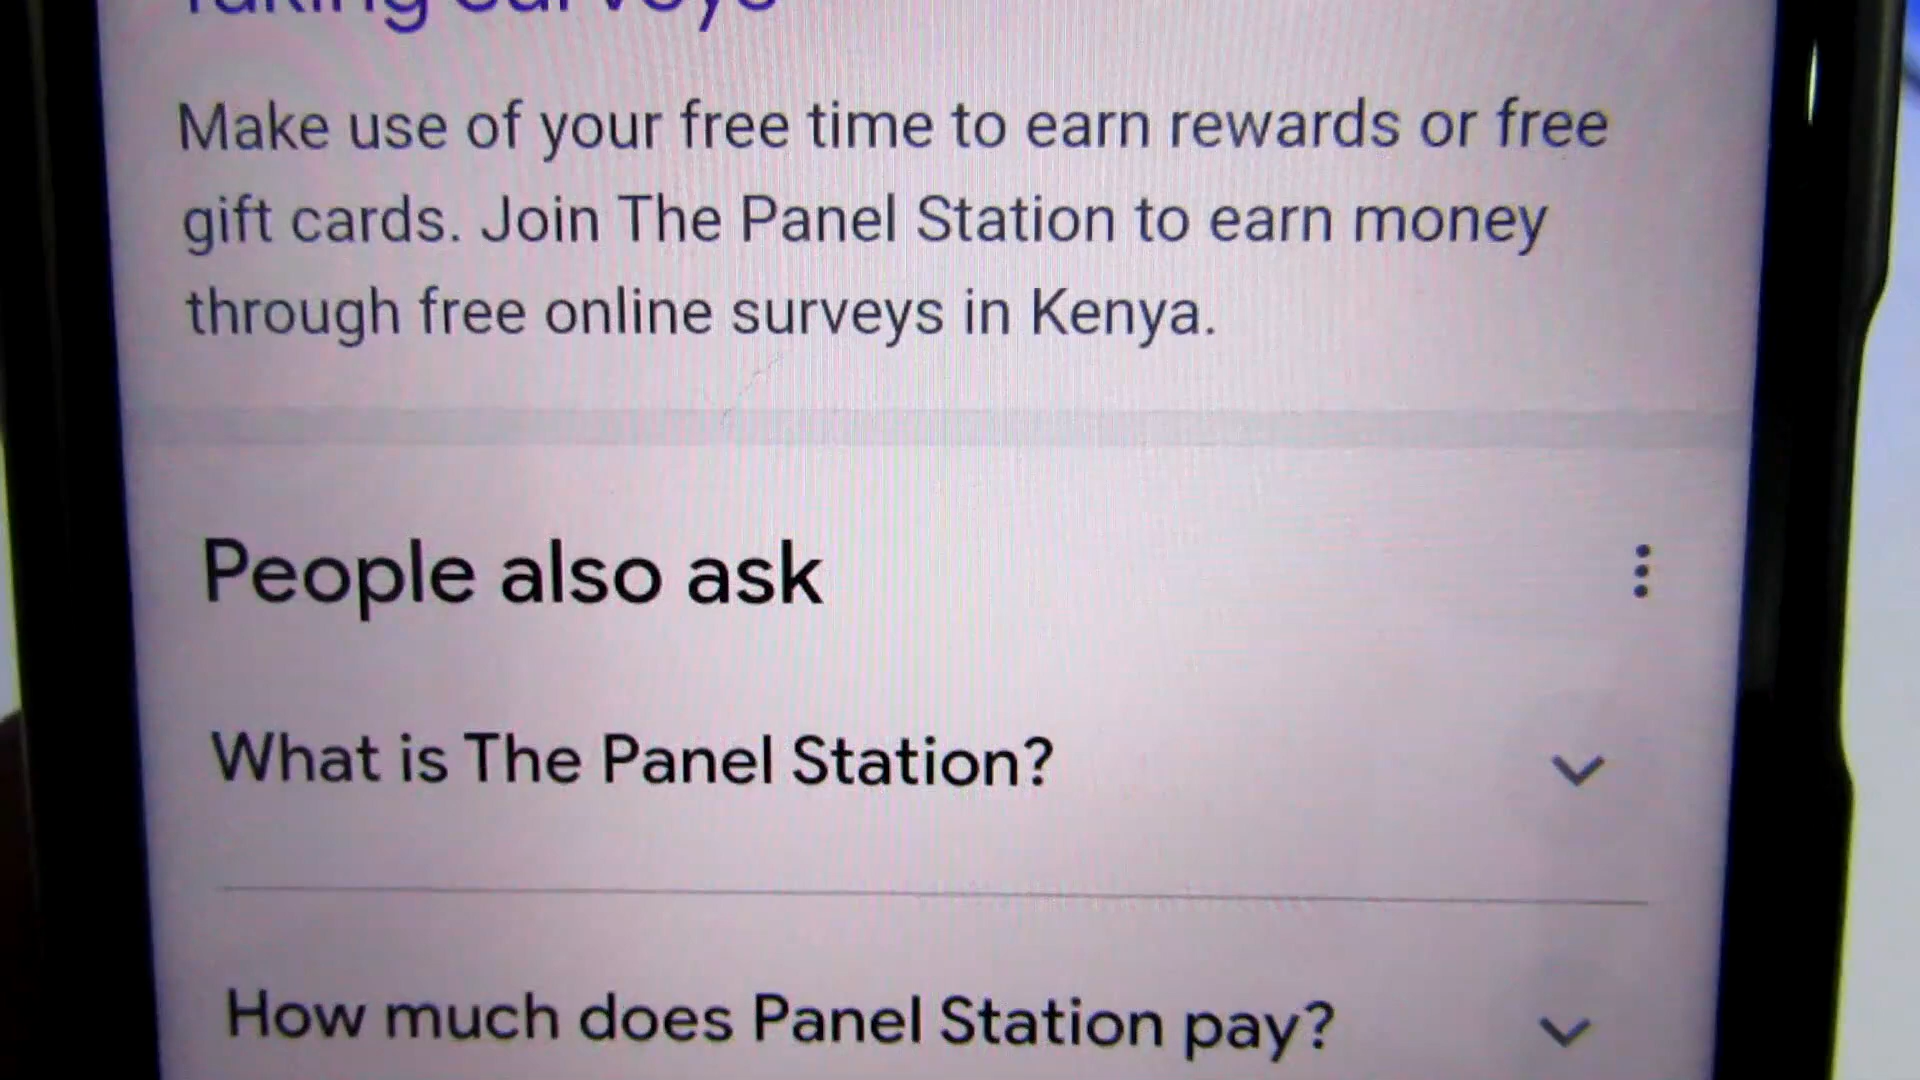 Taking surveys
Make use of your free time to earn rewards or free
gift cards. Join The Panel Station to earn money
through free online surveys in Kenya.
People also ask
What is The Panel Station?
How much does Panel Station pay?